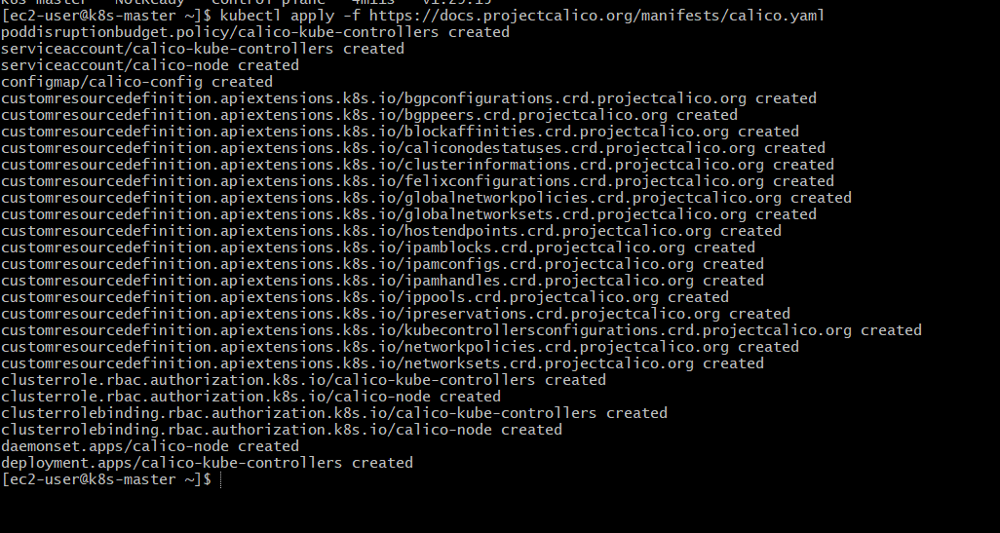 k8s-master NotReady control-plane 4m11s v1.29.15
[ec2-user@k8s-master ~]$ kubectl apply -f https://docs.projectcalico.org/manifests/calico.yaml
poddisruptionbudget.policy/calico-kube-controllers created
serviceaccount/calico-kube-controllers created
serviceaccount/calico-node created
configmap/calico-config created
customresourcedefinition.apiextensions.k8s.io/bgpconfigurations.crd.projectcalico.org created
customresourcedefinition.apiextensions.k8s.io/bgppeers.crd.projectcalico.org created
customresourcedefinition.apiextensions.k8s.io/blockaffinities.crd.projectcalico.org created
customresourcedefinition.apiextensions.k8s.io/caliconodestatuses.crd.projectcalico.org created
customresourcedefinition.apiextensions.k8s.io/clusterinformations.crd.projectcalico.org created
customresourcedefinition.apiextensions.k8s.io/felixconfigurations.crd.projectcalico.org created
customresourcedefinition.apiextensions.k8s.io/globalnetworkpolicies.crd.projectcalico.org created
customresourcedefinition.apiextensions.k8s.io/globalnetworksets.crd.projectcalico.org created
customresourcedefinition.apiextensions.k8s.io/hostendpoints.crd.projectcalico.org created
customresourcedefinition.apiextensions.k8s.io/ipamblocks.crd.projectcalico.org created
customresourcedefinition.apiextensions.k8s.io/ipamconfigs.crd.projectcalico.org created
customresourcedefinition.apiextensions.k8s.io/ipamhandles.crd.projectcalico.org created
customresourcedefinition.apiextensions.k8s.io/ippools.crd.projectcalico.org created
customresourcedefinition.apiextensions.k8s.io/ipreservations.crd.projectcalico.org created
customresourcedefinition.apiextensions.k8s.io/kubecontrollersconfigurations.crd.projectcalico.org created
customresourcedefinition.apiextensions.k8s.io/networkpolicies.crd.projectcalico.org created
customresourcedefinition.apiextensions.k8s.io/networksets.crd.projectcalico.org created
clusterrole.rbac.authorization.k8s.io/calico-kube-controllers created
clusterrole.rbac.authorization.k8s.io/calico-node created
clusterrolebinding.rbac.authorization.k8s.io/calico-kube-controllers created
clusterrolebinding.rbac.authorization.k8s.io/calico-node created
daemonset.apps/calico-node created
deployment.apps/calico-kube-controllers created
[ec2-user@k8s-master ~]$